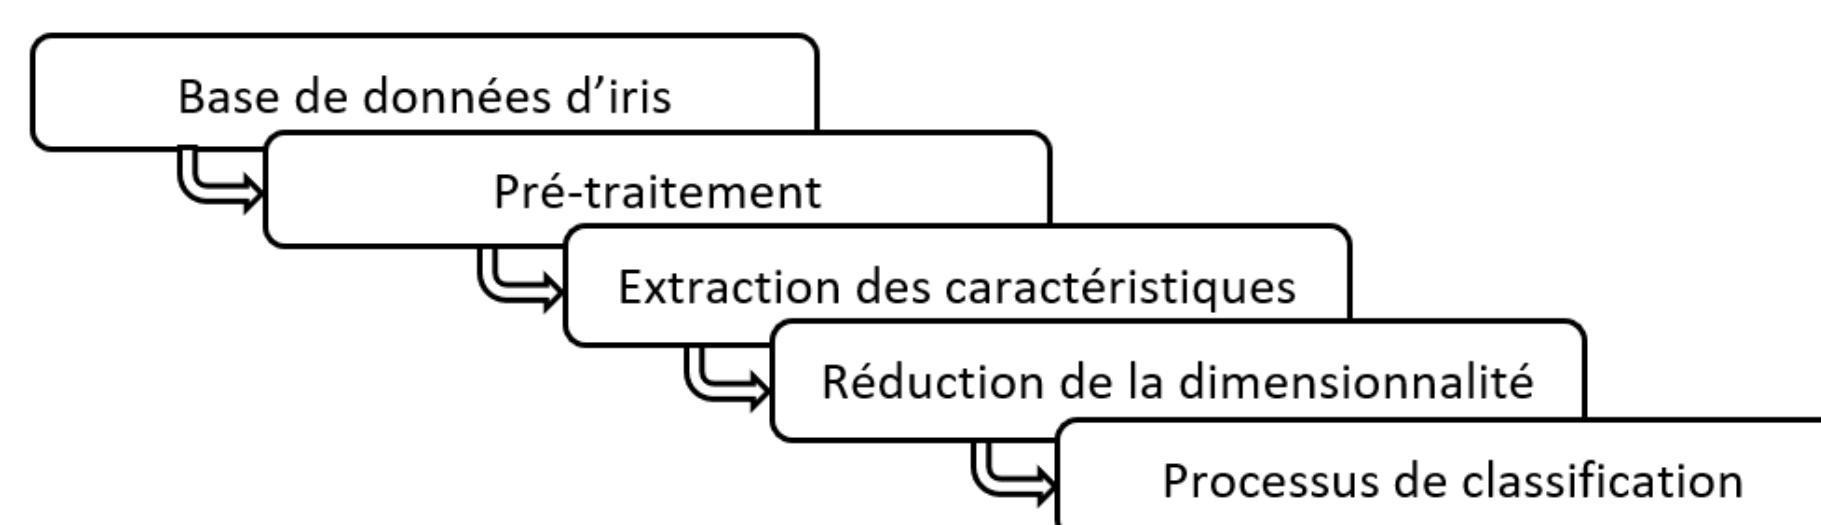 Base de données d’iris
Pré-traitement
Extraction des caractéristiques
Réduction de la dimensionnalité
Processus de classification